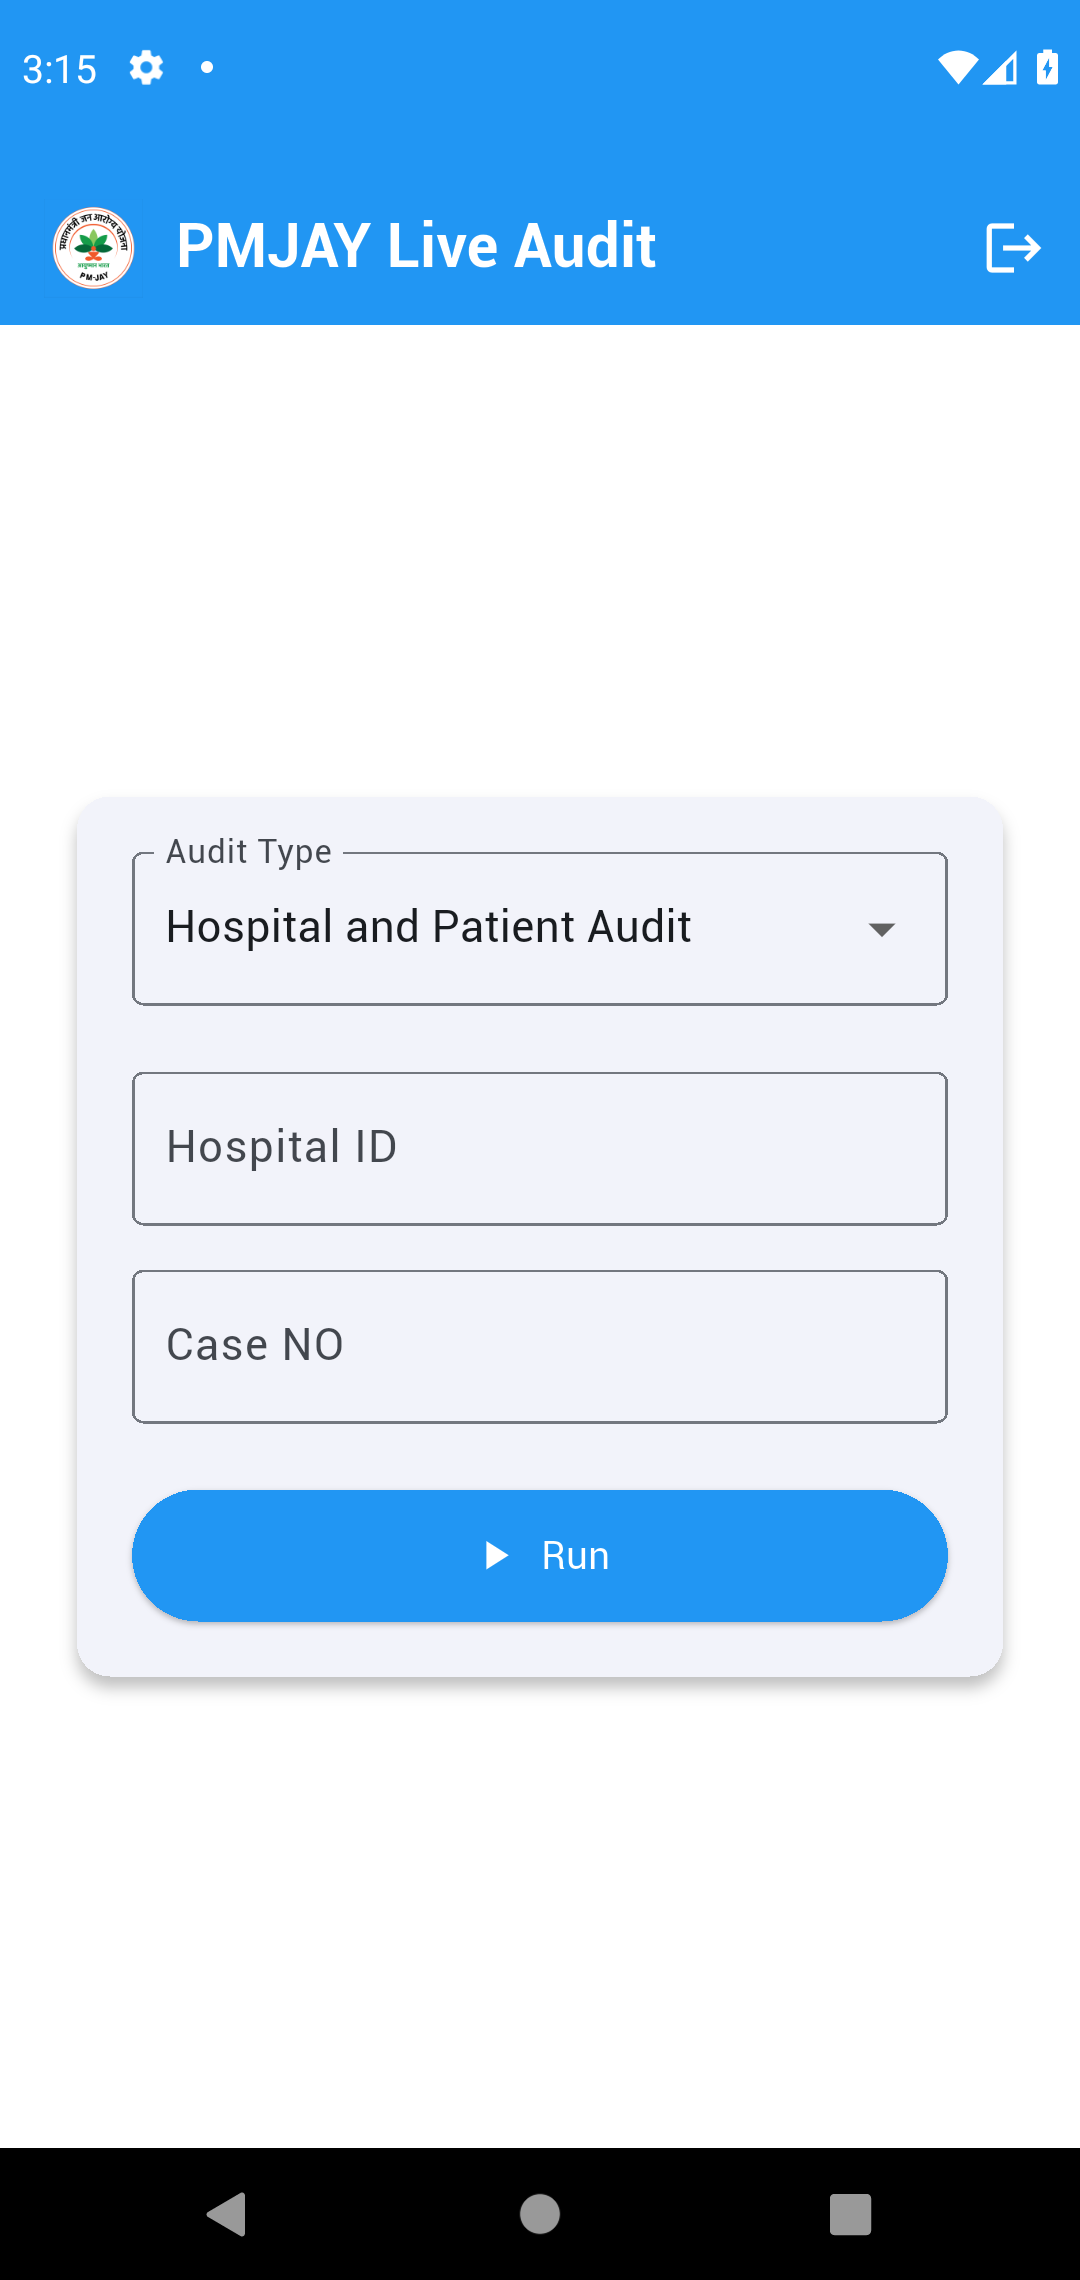 3:15
प्रधानमंत्री जन आरोग्य योजना
आयुष्मान भारत
PM-JAY
PMJAY Live Audit
Audit Type
Hospital and Patient Audit
Hospital ID
Case NO
Run